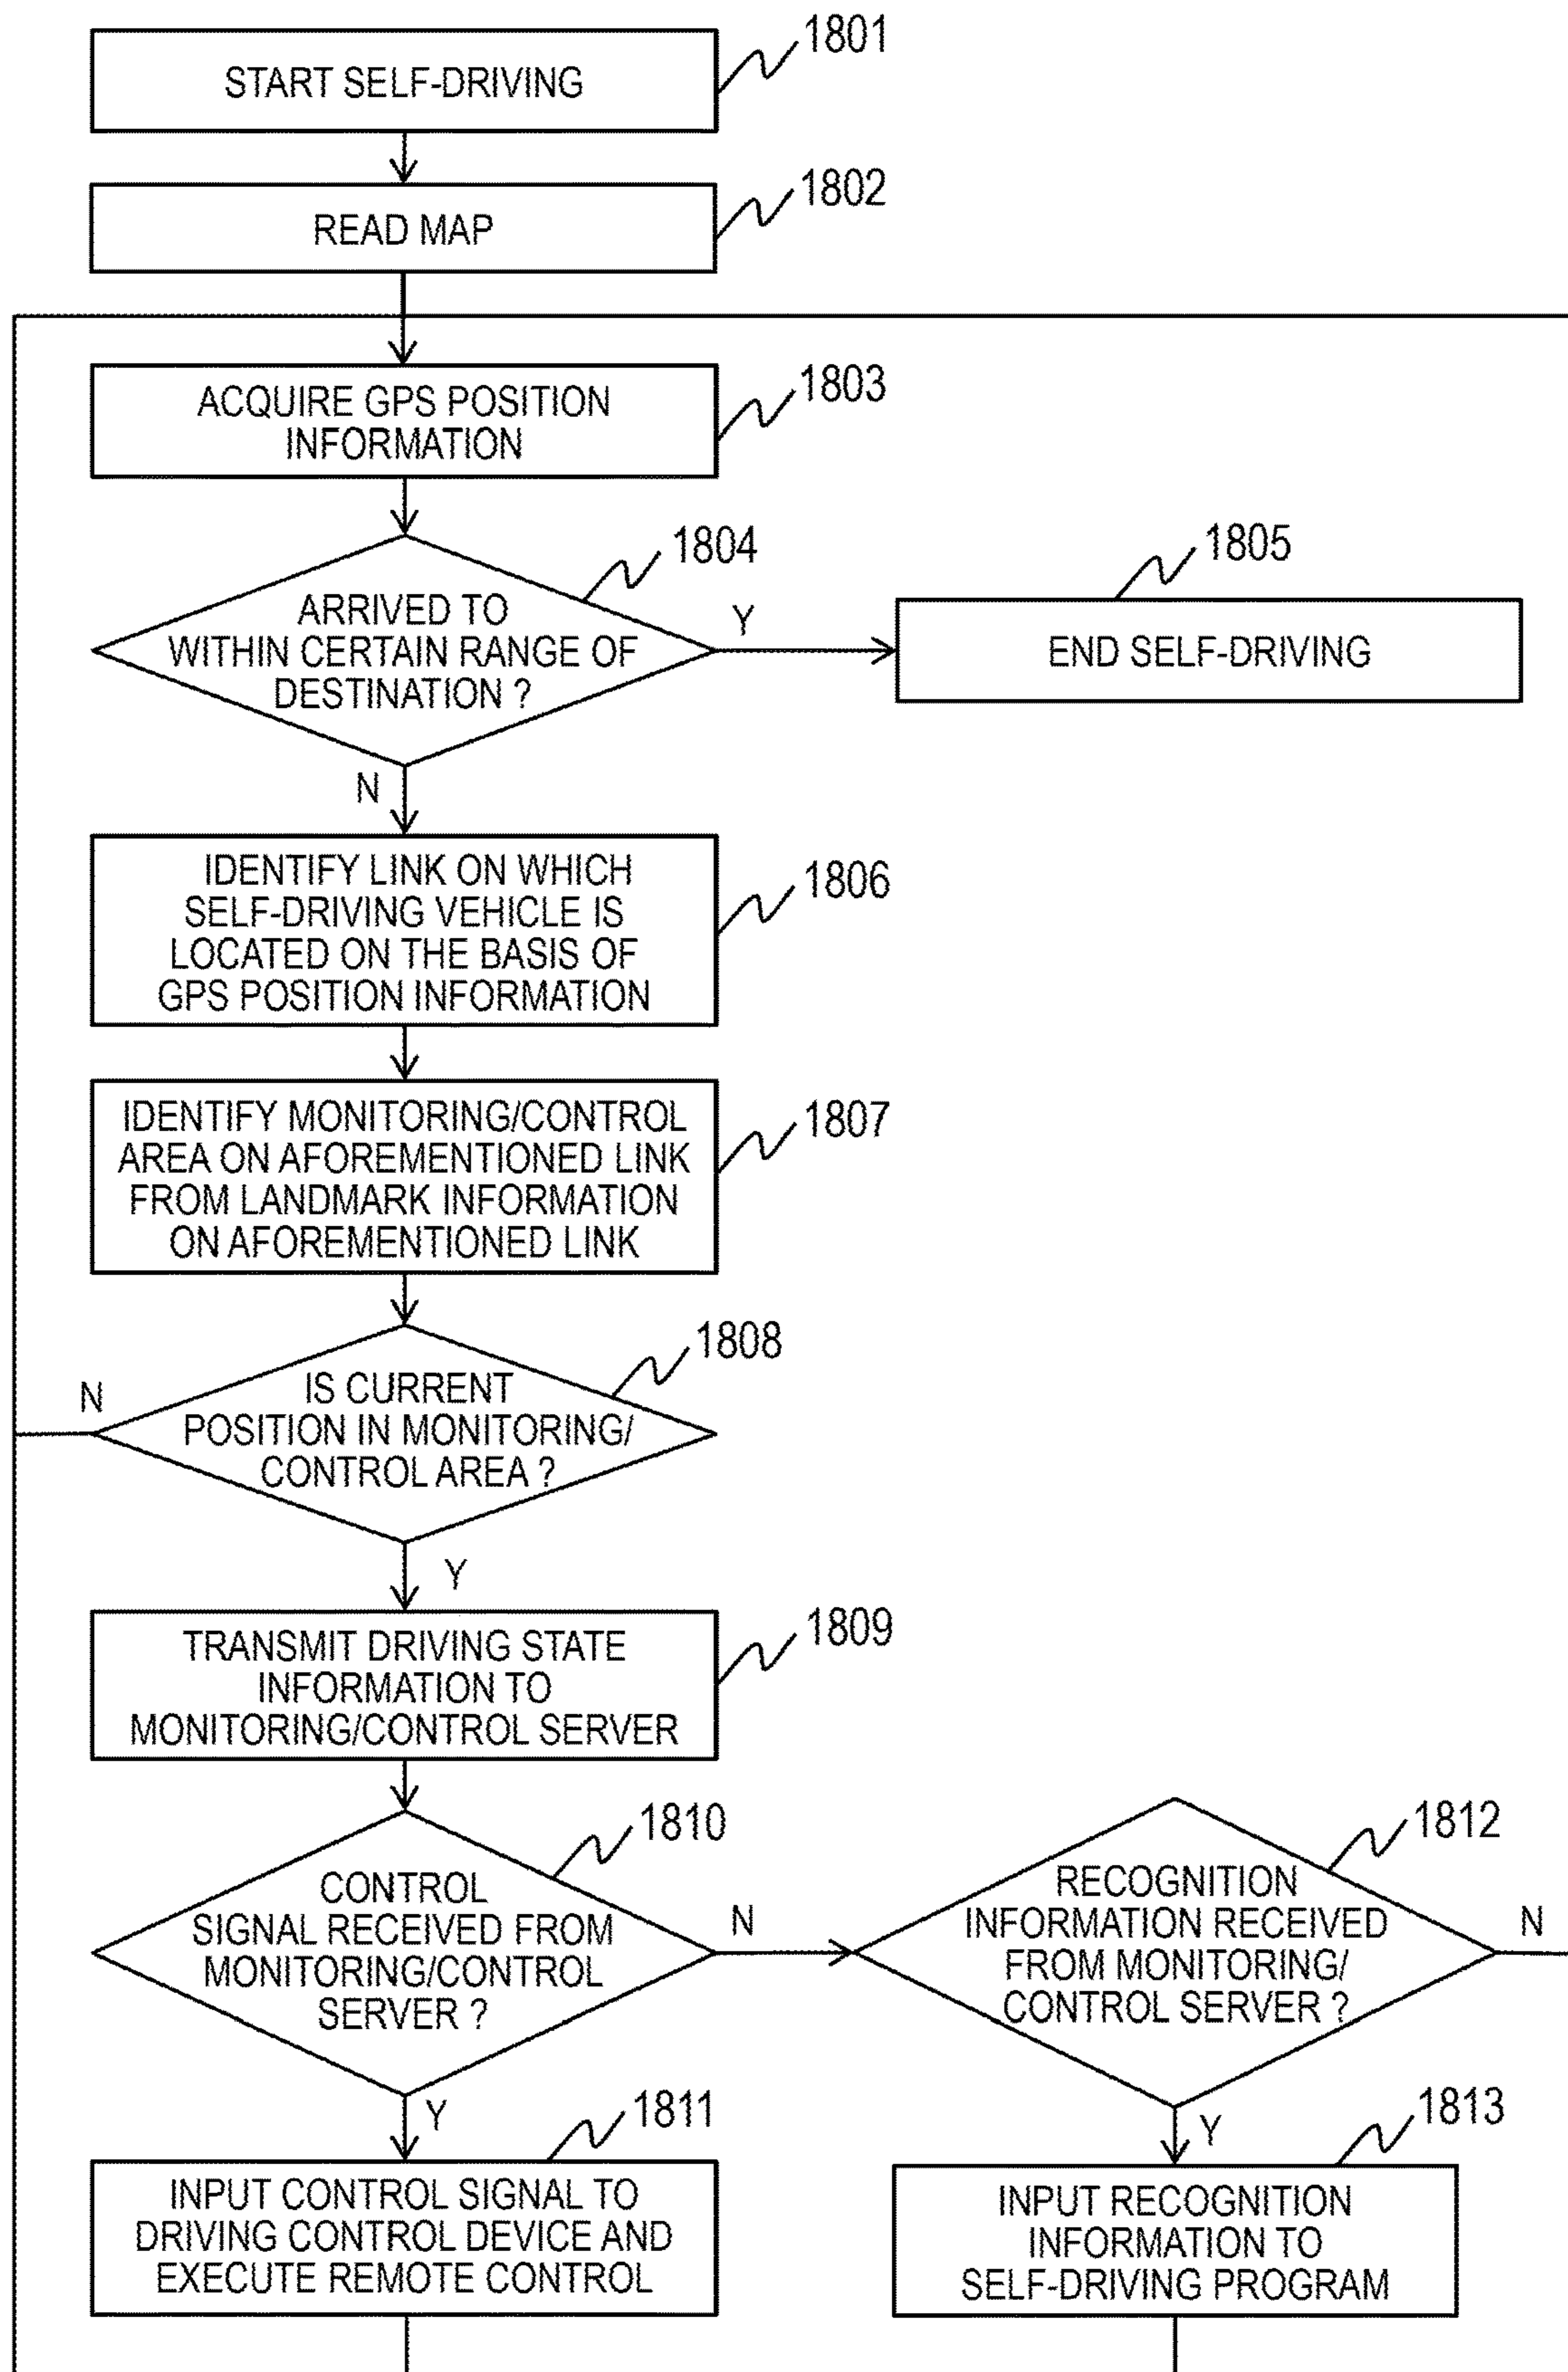 1801
START SELF-DRIVING
1802
READ MAP
1803
ACQUIRE GPS POSITION
INFORMATION
1804
ARRIVED TO
WITHIN CERTAIN RANGE OF
DESTINATION ?
Y
1805
END SELF-DRIVING
N
1806
IDENTIFY LINK ON WHICH
SELF-DRIVING VEHICLE IS
LOCATED ON THE BASIS OF
GPS POSITION INFORMATION
1807
IDENTIFY MONITORING/CONTROL
AREA ON AFOREMENTIONED LINK
FROM LANDMARK INFORMATION
ON AFOREMENTIONED LINK
1808
N
IS CURRENT
POSITION IN MONITORING/
CONTROL AREA ?
Y
1809
TRANSMIT DRIVING STATE
INFORMATION TO
MONITORING/CONTROL SERVER
1810
CONTROL
SIGNAL RECEIVED FROM
MONITORING/CONTROL
SERVER ?
N
1812
RECOGNITION
INFORMATION RECEIVED
FROM MONITORING/
CONTROL SERVER ?
N
Y
1811
INPUT CONTROL SIGNAL TO
DRIVING CONTROL DEVICE AND
EXECUTE REMOTE CONTROL
Y
1813
INPUT RECOGNITION
INFORMATION TO
SELF-DRIVING PROGRAM